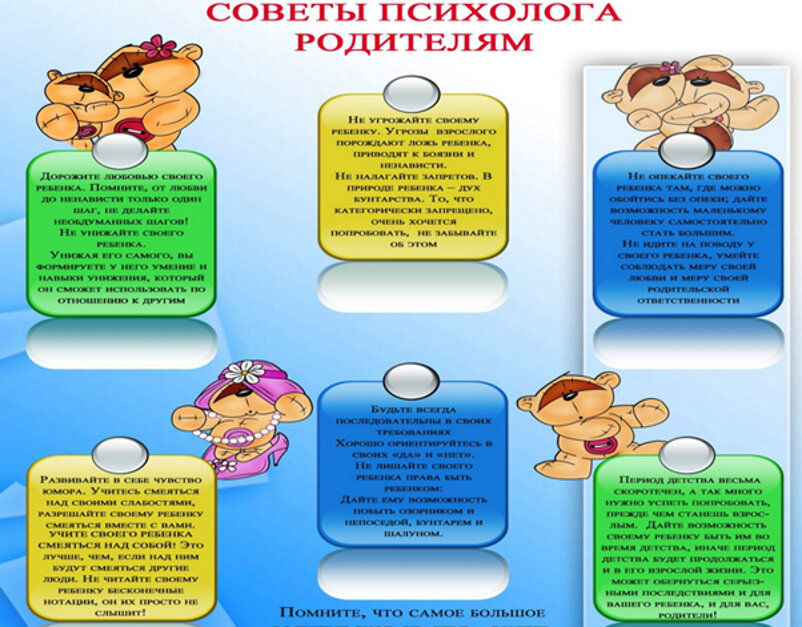 СОВЕТЫ ПСИХОЛОГА
РОДИТЕЛЯМ
Дорожите любовью своего
ребенка. Помните, от любви
до ненависти только один
шаг, не делайте
необдуманных шагов!
Не унижайте своего
ребенка.
Унижая его самого, вы
формируете у него умение и
навыки унижения, который
он сможет использовать по
отношению к другим
Не угрожайте своему
ребенку. Угрозы взрослого
порождают ложь ребенка,
приводят к боязни и
ненависти.
Не налагайте запретов. В
природе ребенка – дух
бунтарства. То, что
категорически запрещено,
очень хочется
попробовать, не забывайте
об этом
Не опекайте своего
ребенка там, где можно
обойтись без опеки; дайте
возможность маленькому
человеку самостоятельно
стать большим.
Не идите на поводу у
своего ребенка, умейте
соблюдать меру своей
любви и меру своей
родительской
ответственности
Развивайте в себе чувство
юмора. Учитесь смеяться
над своими слабостями,
разрешайте своему ребенку
смеяться вместе с вами.
УЧИТЕ СВОЕГО РЕБЕНКА
СМЕЯТЬСЯ НАД СОБОЙ! Это
лучше, чем, если над ним
будут смеяться другие
люди. Не читайте своему
ребенку бесконечные
нотации, он их просто не
слышит!
Будьте всегда
последовательны в своих
требованиях
Хорошо ориентируйтесь в
своих «да» и «нет».
Не лишайте своего
ребенка права быть
ребенком:
Дайте ему возможность
побыть озорником и
непоседой, бунтарем и
шалуном.
Период детства весьма
скоротечен, а так много
нужно успеть попробовать,
прежде чем станешь взрос-
лым. Дайте возможность
своему ребенку быть им во
время детства, иначе период
детства будет продолжаться
и в его взрослой жизни. Это
может обернуться серьез-
ными последствиями и для
вашего ребенка, и для вас,
родители!
Помните, что самое большое